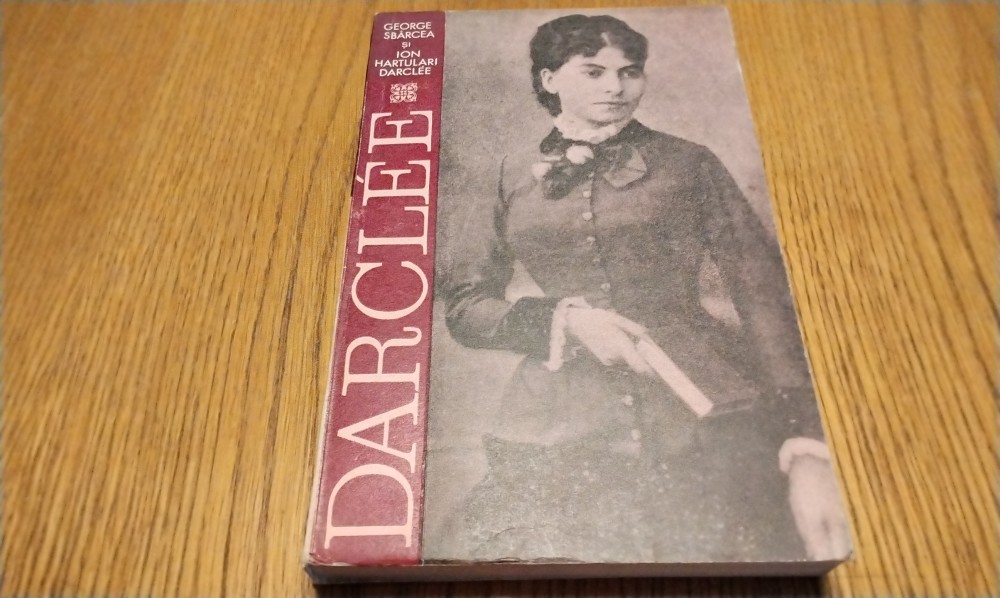 GEORGE
SBÂRCEA
ȘI
ION
HARTULARI
DARCLÉE
DARCLÉE